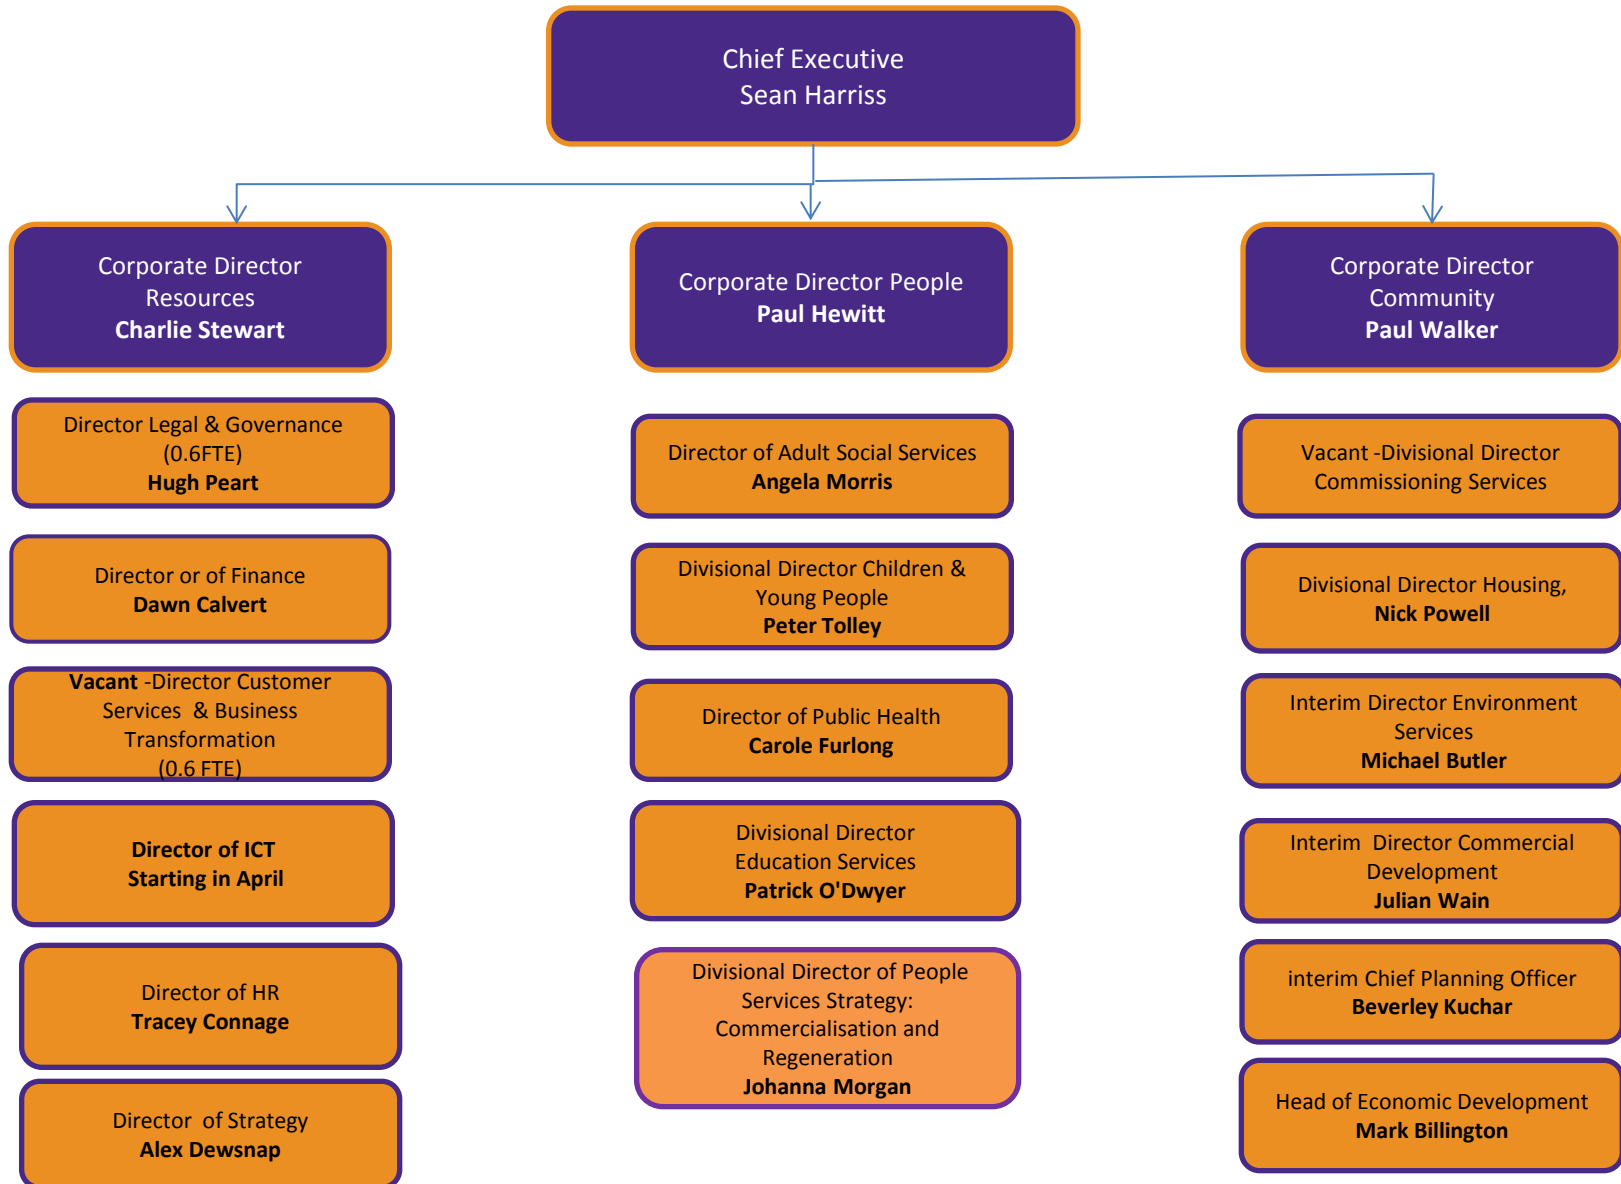 Chief Executive
Sean Harriss
Corporate Director
Resources
Charlie Stewart
Director Legal & Governance
(0.6FTE)
Hugh Peart
Director or of Finance
Dawn Calvert
Vacant -Director Customer
Services & Business
Transformation
(0.6 FTE)
Director of ICT
Starting in April
Director of HR
Tracey Connage
Director of Strategy
Alex Dewsnap
Corporate Director People
Paul Hewitt
Director of Adult Social Services
Angela Morris
Divisional Director Children &
Young People
Peter Tolley
Director of Public Health
Carole Furlong
Divisional Director
Education Services
Patrick O'Dwyer
Divisional Director of People
Services Strategy:
Commercialisation and
Regeneration
Johanna Morgan
Corporate Director
Community
Paul Walker
Vacant -Divisional Director
Commissioning Services
Divisional Director Housing,
Nick Powell
Interim Director Environment
Services
Michael Butler
Interim Director Commercial
Development
Julian Wain
interim Chief Planning Officer
Beverley Kuchar
Head of Economic Development
Mark Billington